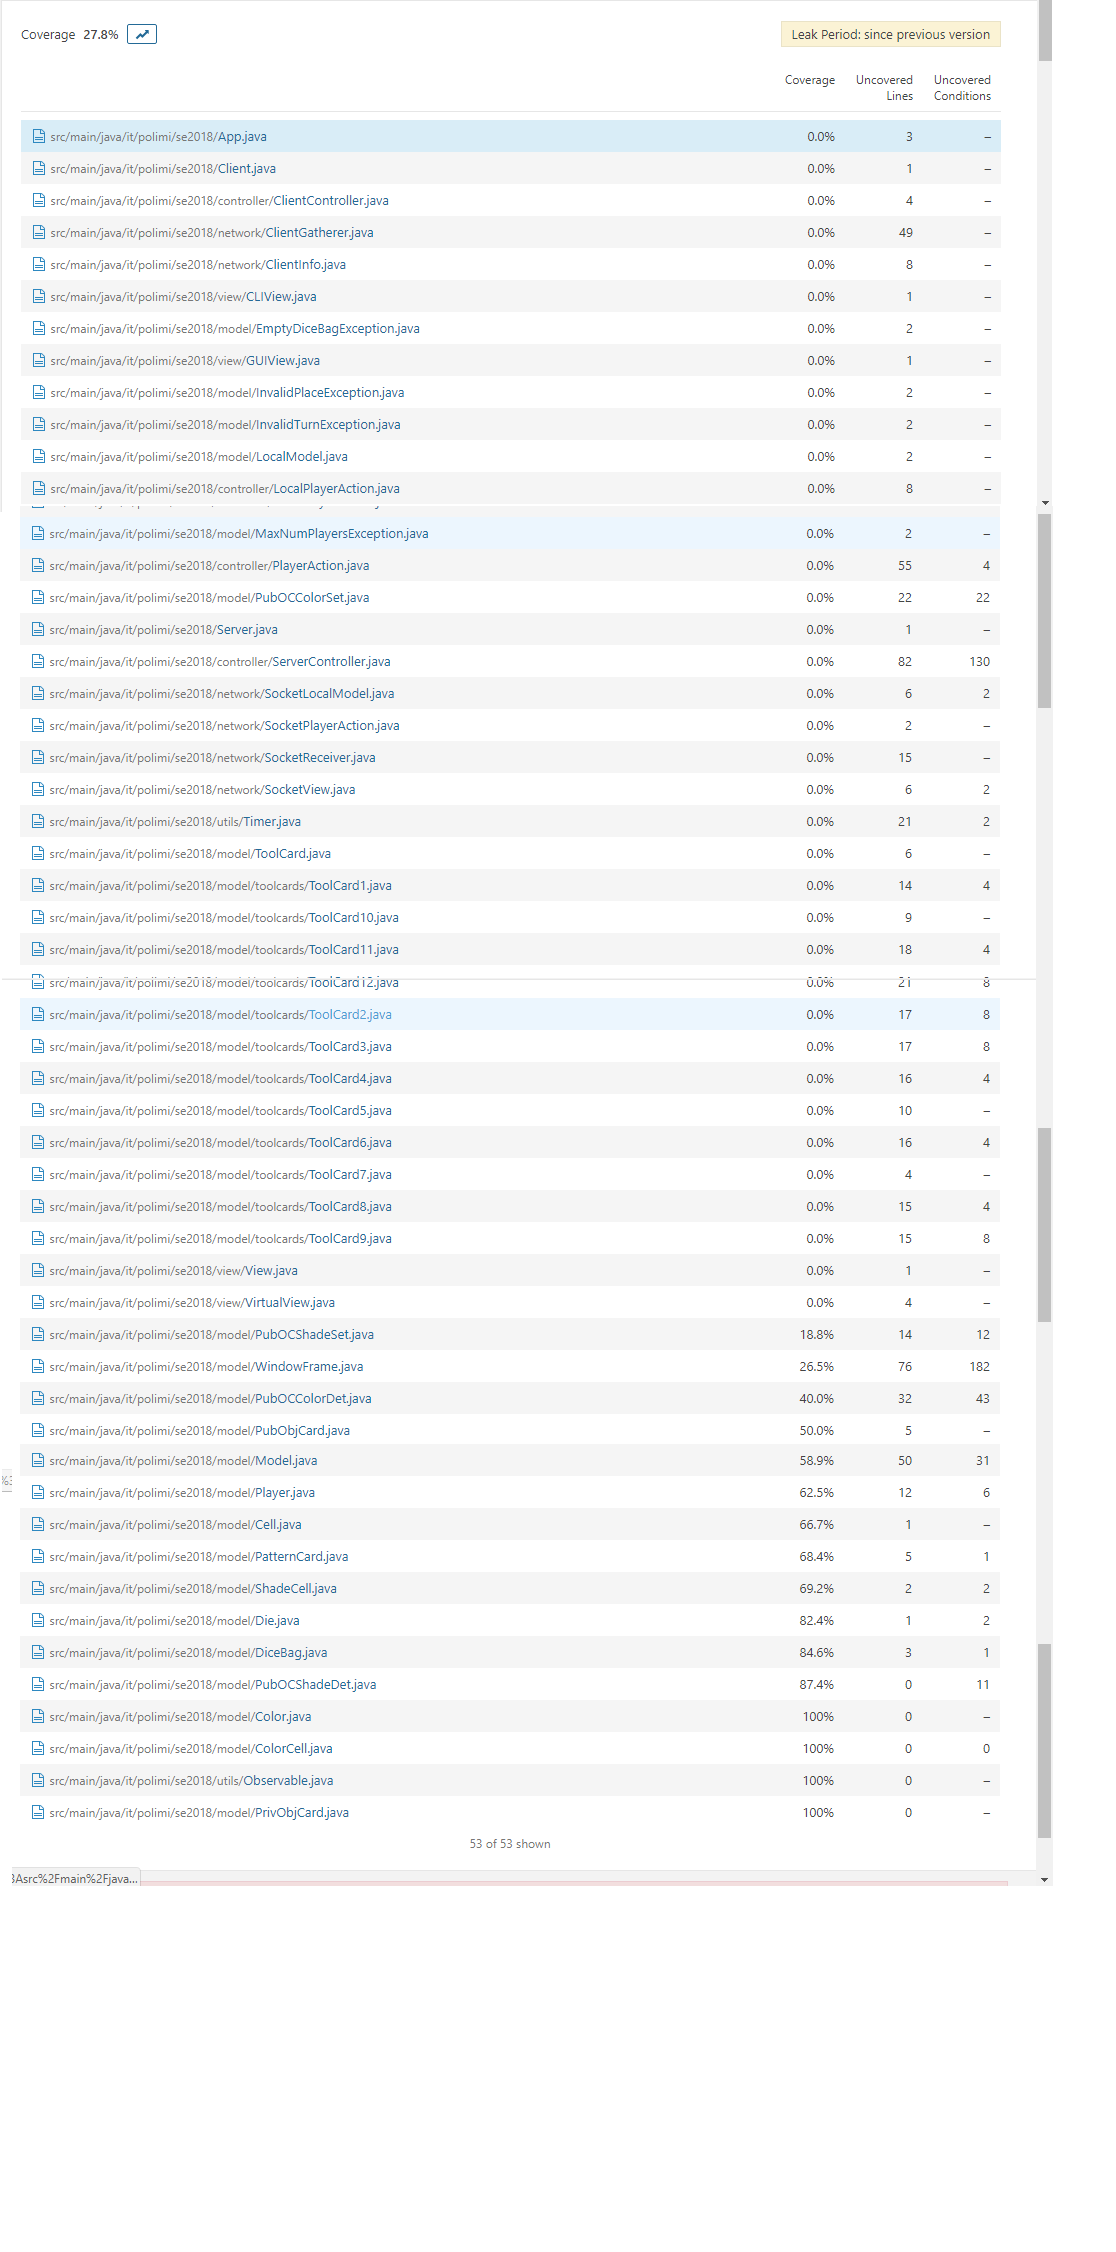 Coverage 27.8% Leak Period: since previous version
Coverage Uncovered Lines Uncovered Conditions
src/main/java/it/polimi/se2018/App.java 0.0% 3 –
src/main/java/it/polimi/se2018/Client.java 0.0% 1 –
src/main/java/it/polimi/se2018/controller/ClientController.java 0.0% 4 –
src/main/java/it/polimi/se2018/network/ClientGatherer.java 0.0% 49 –
src/main/java/it/polimi/se2018/network/ClientInfo.java 0.0% 8 –
src/main/java/it/polimi/se2018/view/CLIView.java 0.0% 1 –
src/main/java/it/polimi/se2018/model/EmptyDiceBagException.java 0.0% 2 –
src/main/java/it/polimi/se2018/view/GUIView.java 0.0% 1 –
src/main/java/it/polimi/se2018/model/InvalidPlaceException.java 0.0% 2 –
src/main/java/it/polimi/se2018/model/InvalidTurnException.java 0.0% 2 –
src/main/java/it/polimi/se2018/model/LocalModel.java 0.0% 2 –
src/main/java/it/polimi/se2018/controller/LocalPlayerAction.java 0.0% 8 –
src/main/java/it/polimi/se2018/model/MaxNumPlayersException.java 0.0% 2 –
src/main/java/it/polimi/se2018/controller/PlayerAction.java 0.0% 55 4
src/main/java/it/polimi/se2018/model/PubOCColorSet.java 0.0% 22 22
src/main/java/it/polimi/se2018/Server.java 0.0% 1 –
src/main/java/it/polimi/se2018/controller/ServerController.java 0.0% 82 130
src/main/java/it/polimi/se2018/network/SocketLocalModel.java 0.0% 6 2
src/main/java/it/polimi/se2018/network/SocketPlayerAction.java 0.0% 2 –
src/main/java/it/polimi/se2018/network/SocketReceiver.java 0.0% 15 –
src/main/java/it/polimi/se2018/network/SocketView.java 0.0% 6 2
src/main/java/it/polimi/se2018/utils/Timer.java 0.0% 21 2
src/main/java/it/polimi/se2018/model/ToolCard.java 0.0% 6 –
src/main/java/it/polimi/se2018/model/toolcards/ToolCard1.java 0.0% 14 4
src/main/java/it/polimi/se2018/model/toolcards/ToolCard10.java 0.0% 9 –
src/main/java/it/polimi/se2018/model/toolcards/ToolCard11.java 0.0% 18 4
src/main/java/it/polimi/se2018/model/toolcards/ToolCard12.java 0.0% 21 8
src/main/java/it/polimi/se2018/model/toolcards/ToolCard2.java 0.0% 17 8
src/main/java/it/polimi/se2018/model/toolcards/ToolCard3.java 0.0% 17 8
src/main/java/it/polimi/se2018/model/toolcards/ToolCard4.java 0.0% 16 4
src/main/java/it/polimi/se2018/model/toolcards/ToolCard5.java 0.0% 10 –
src/main/java/it/polimi/se2018/model/toolcards/ToolCard6.java 0.0% 16 4
src/main/java/it/polimi/se2018/model/toolcards/ToolCard7.java 0.0% 4 –
src/main/java/it/polimi/se2018/model/toolcards/ToolCard8.java 0.0% 15 4
src/main/java/it/polimi/se2018/model/toolcards/ToolCard9.java 0.0% 15 8
src/main/java/it/polimi/se2018/view/View.java 0.0% 1 –
src/main/java/it/polimi/se2018/view/VirtualView.java 0.0% 4 –
src/main/java/it/polimi/se2018/model/PubOCShadeSet.java 18.8% 14 12
src/main/java/it/polimi/se2018/model/WindowFrame.java 26.5% 76 182
src/main/java/it/polimi/se2018/model/PubOCColorDet.java 40.0% 32 43
src/main/java/it/polimi/se2018/model/PubObjCard.java 50.0% 5 –
src/main/java/it/polimi/se2018/model/Model.java 58.9% 50 31
src/main/java/it/polimi/se2018/model/Player.java 62.5% 12 6
src/main/java/it/polimi/se2018/model/Cell.java 66.7% 1 –
src/main/java/it/polimi/se2018/model/PatternCard.java 68.4% 5 1
src/main/java/it/polimi/se2018/model/ShadeCell.java 69.2% 2 2
src/main/java/it/polimi/se2018/model/Die.java 82.4% 1 2
src/main/java/it/polimi/se2018/model/DiceBag.java 84.6% 3 1
src/main/java/it/polimi/se2018/model/PubOCShadeDet.java 87.4% 0 11
src/main/java/it/polimi/se2018/model/Color.java 100% 0 –
src/main/java/it/polimi/se2018/model/ColorCell.java 100% 0 0
src/main/java/it/polimi/se2018/utils/Observable.java 100% 0 –
src/main/java/it/polimi/se2018/model/PrivObjCard.java 100% 0 –
53 of 53 shown
3Asrc%2Fmain%2Fjava...